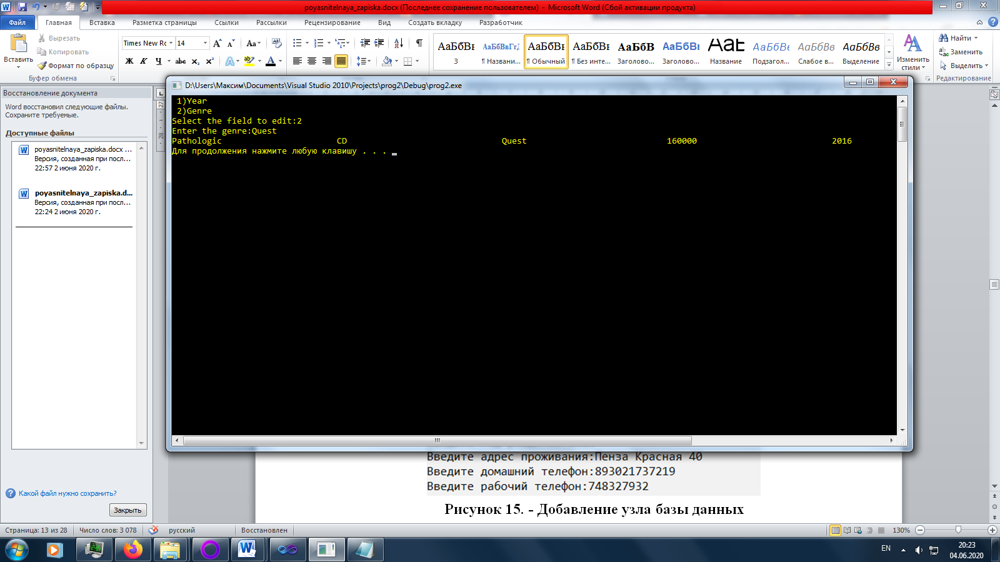 poyasnitelnaya_zapiska.docx (Последнее сохранение пользователем) - Microsoft Word (Сбой активации продукта)
Файл Главная Вставка Разметка страницы Ссылки Рассылки Рецензирование Вид Создать вкладку Разработчик
Вставить
Вырезать
Копировать
Формат по образцу
Буфер обмена
Times New Rc 14
Ж К Ч abc x₂ x²
АаБбВв АаБбВвГг АаБбВв АаБбВв АаБбВ АаБбВв АаБ АаБбВв АаБбВв АаБбВв
3 ¶ Названи... ¶ Обычный ¶ Без инте... Заголово... Заголово... Название Подзагол... Слабое в... Выделение
Изменить
стили
Найти
Заменить
Выделить
Редактирование
Восстановление документа
Word восстановил следующие файлы.
Сохраните требуемые.
Доступные файлы
poyasnitelnaya_zapiska.docx ...
Версия, созданная при посл...
22:57 2 июня 2020 г.
poyasnitelnaya_zapiska.d...
Версия, созданная при посл...
22:24 2 июня 2020 г.
Какой файл нужно сохранить?
Закрыть
27
28
D:\Users\Максим\Documents\Visual Studio 2010\Projects\prog2\Debug\prog2.exe
1)Year
2)Genre
Select the field to edit:2
Enter the genre:Quest
Pathologic CD Quest 160000 2016
Для продолжения нажмите любую клавишу . . .
Введите адрес проживания:Пенза Красная 40
Введите домашний телефон:893021737219
Введите рабочий телефон:748327932
Рисунок 15. - Добавление узла базы данных
Страница: 13 из 28 Число слов: 3 078 русский Восстановлен 130%
EN 20:23
04.06.2020